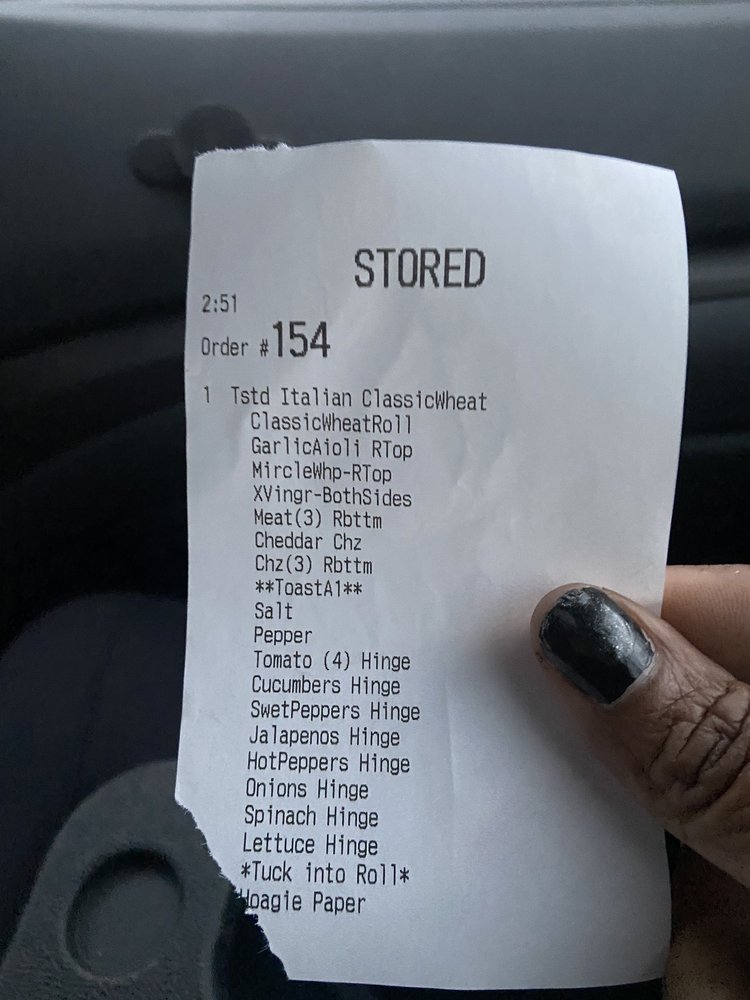 STORED
2:51
Order #154
1 Tstd Italian ClassicWheat
ClassicWheatRoll
GarlicAioli RTop
MircleWhp-RTop
XVingr-BothSides
Meat(3) Rbttm
Cheddar Chz
Chz(3) Rbttm
**ToastA1**
Salt
Pepper
Tomato (4) Hinge
Cucumbers Hinge
SwetPeppers Hinge
Jalapenos Hinge
HotPeppers Hinge
Onions Hinge
Spinach Hinge
Lettuce Hinge
*Tuck into Roll*
Hoagie Paper